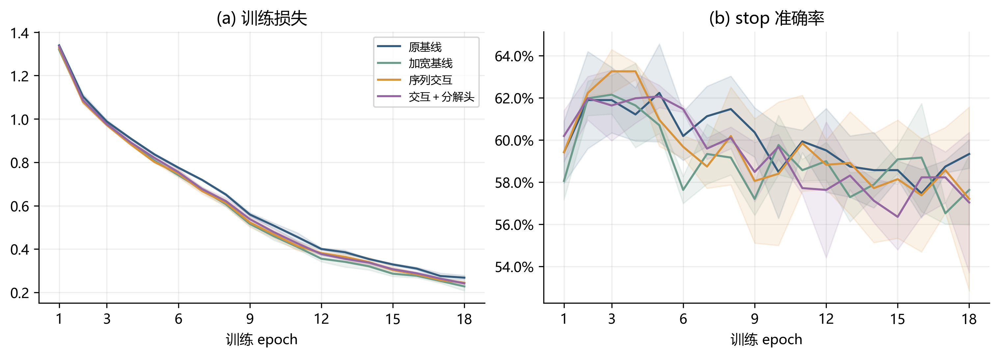 (a) 训练损失
1.4
1.2
1.0
0.8
0.6
0.4
0.2
1 3 6 9 12 15 18
训练 epoch
原基线
加宽基线
序列交互
交互 + 分解头
(b) stop 准确率
64.0%
62.0%
60.0%
58.0%
56.0%
54.0%
1 3 6 9 12 15 18
训练 epoch